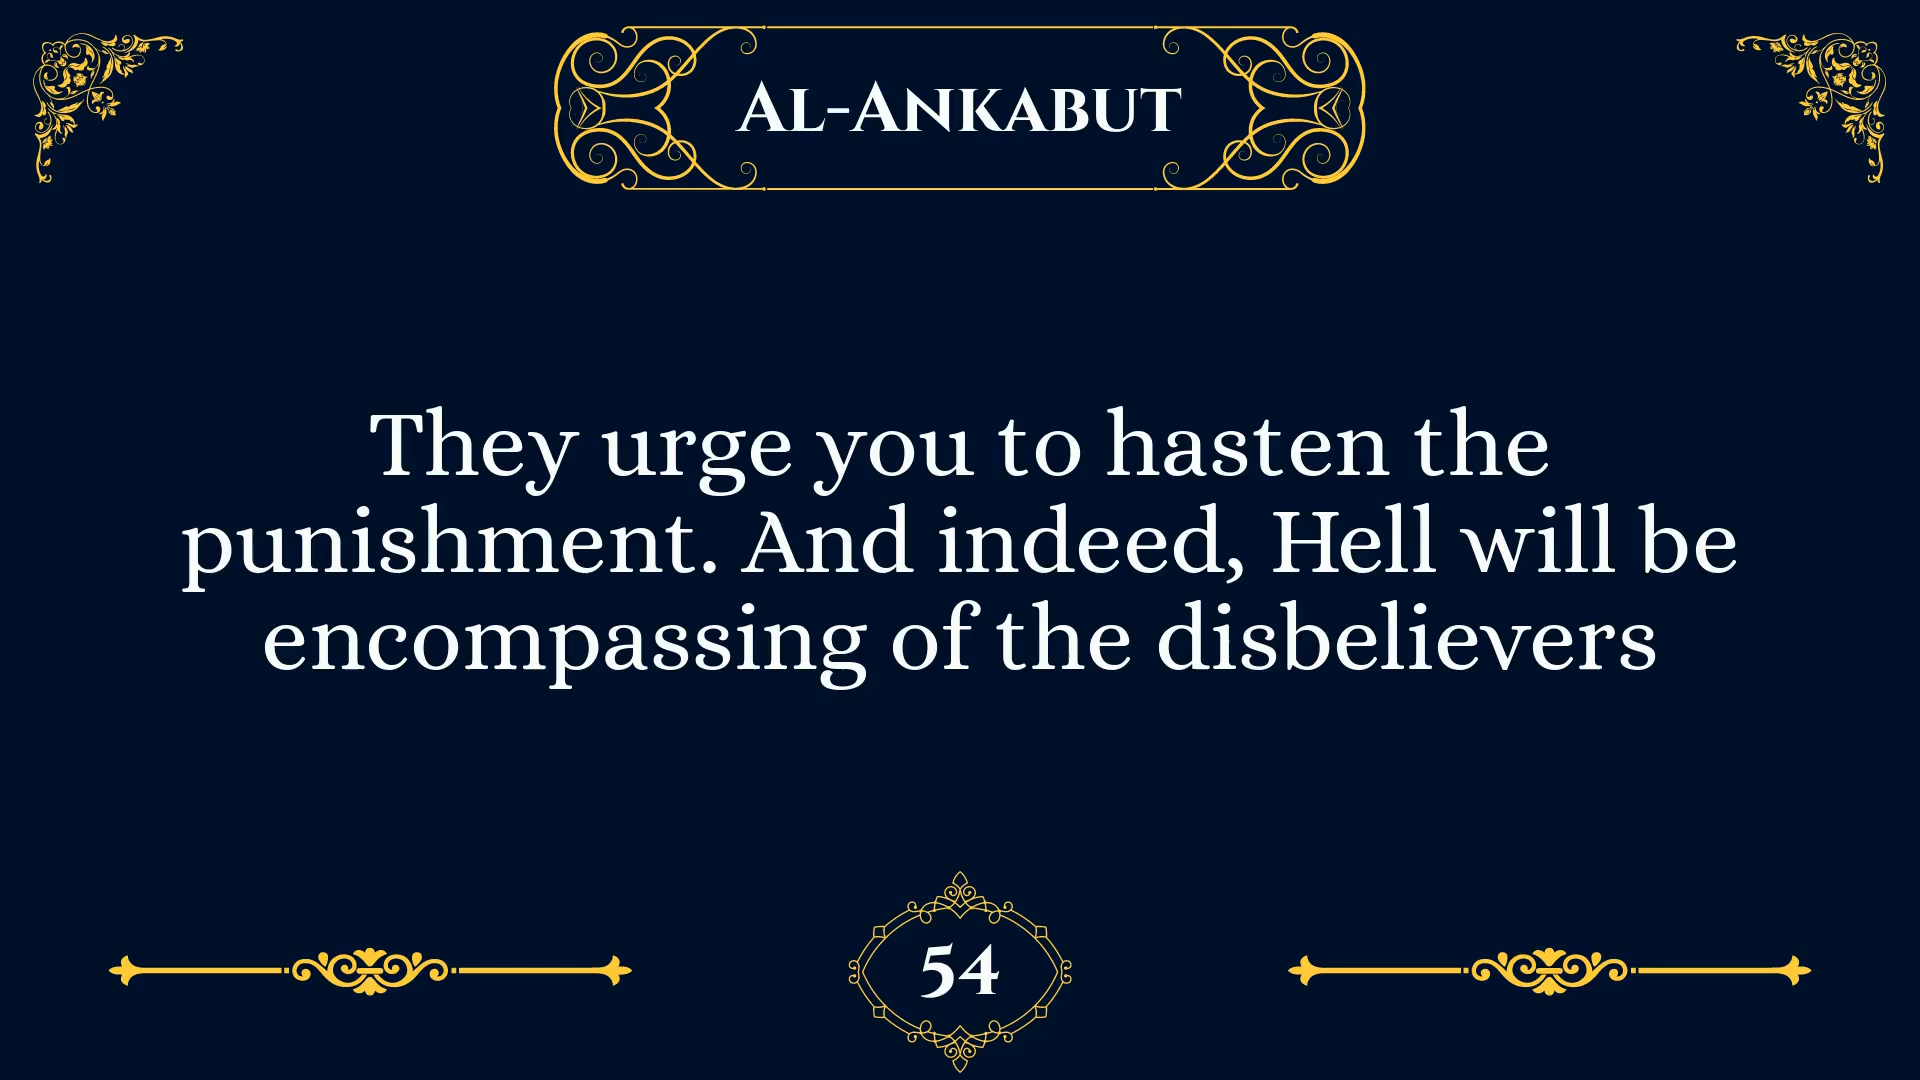 Al-Ankabut
They urge you to hasten the
punishment. And indeed, Hell will be
encompassing of the disbelievers
54